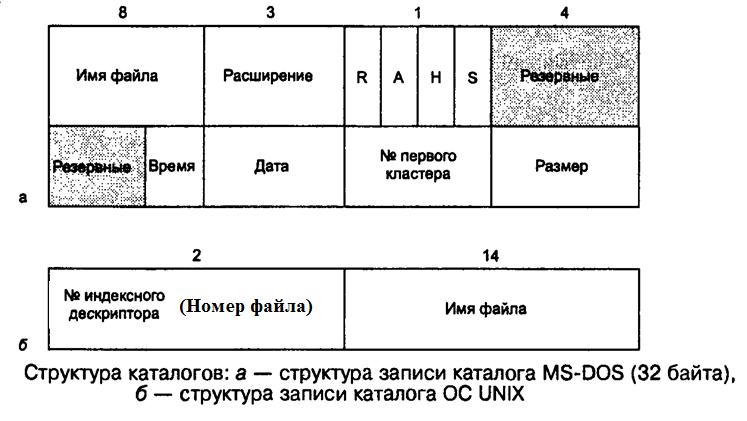 8 3 1 4
Имя файла Расширение R A H S Резервные
Резервные Время Дата № первого
кластера Размер
а
2 14
№ индексного
дескриптора (Номер файла) Имя файла
б
Структура каталогов: а — структура записи каталога MS-DOS (32 байта),
б — структура записи каталога ОС UNIX